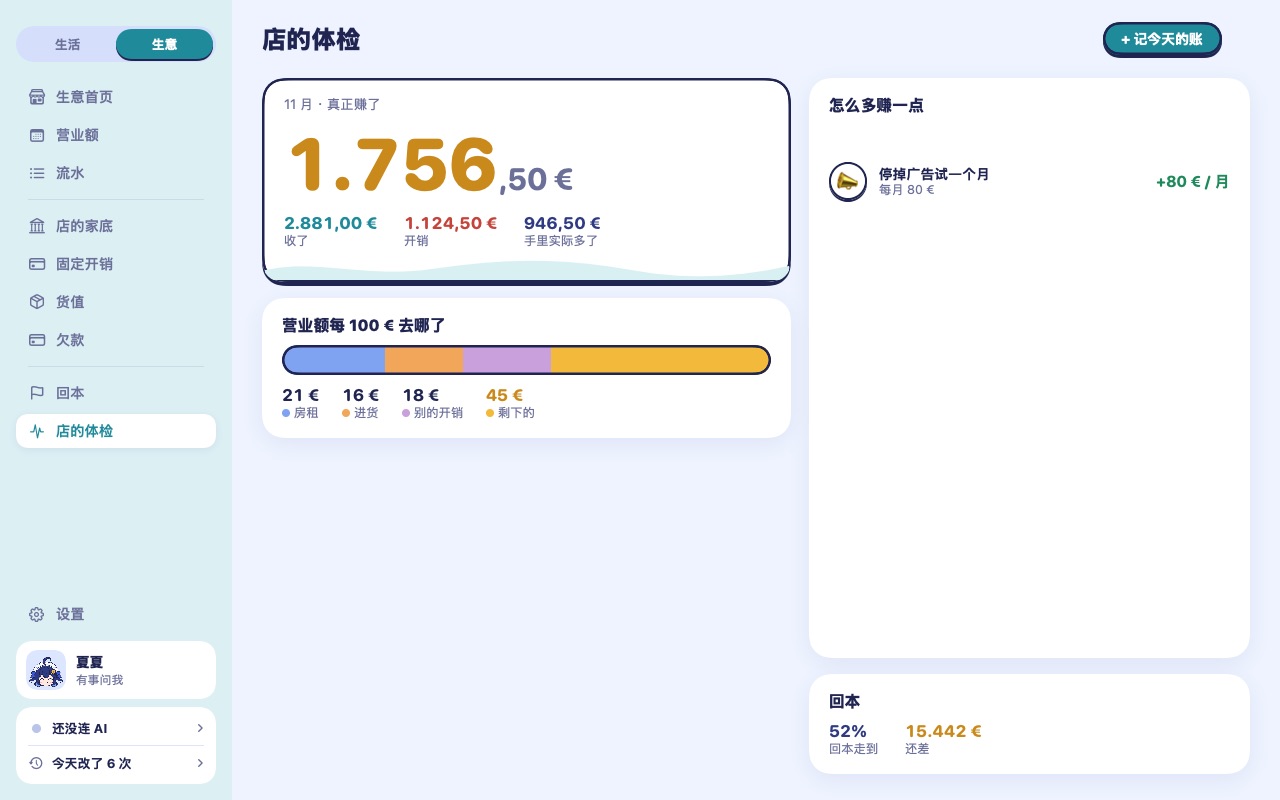 生活
生意
生意首页
营业额
流水
店的家底
固定开销
货值
欠款
回本
店的体检
设置
夏夏
有事问我
还没连 AI
今天改了 6 次
店的体检
+ 记今天的账
11 月 · 真正赚了
1.756,50 €
2.881,00 €
收了
1.124,50 €
开销
946,50 €
手里实际多了
营业额每 100 € 去哪了
21 €
房租
16 €
进货
18 €
别的开销
45 €
剩下的
怎么多赚一点
停掉广告试一个月
每月 80 €
+80 € / 月
回本
52%
回本走到
15.442 €
还差